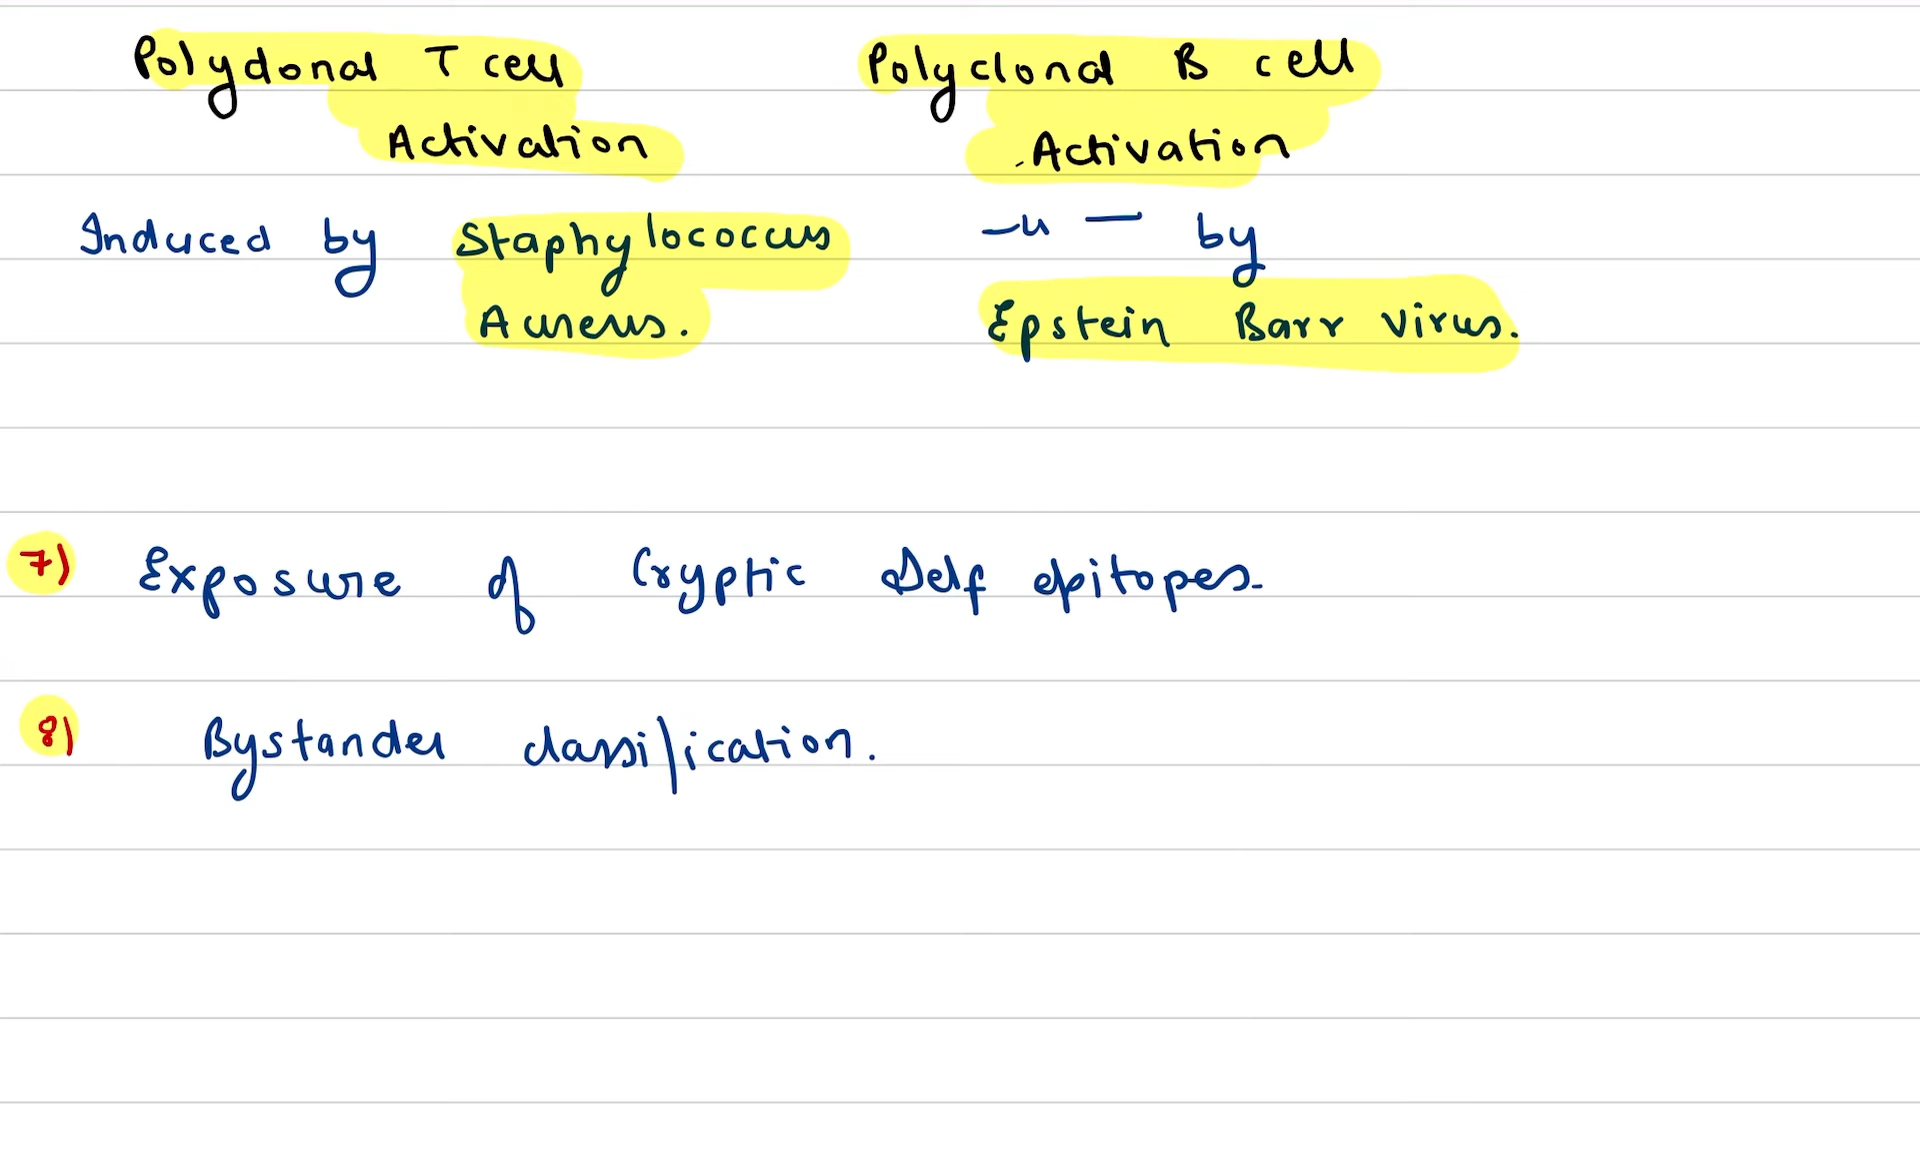 Polyclonal T cell
Activation
Polyclonal B cell
Activation
Induced by Staphylococcus
Aureus.
—u— by
Epstein Barr Virus.
7) Exposure of Cryptic Self epitopes.
8) Bystander classification.